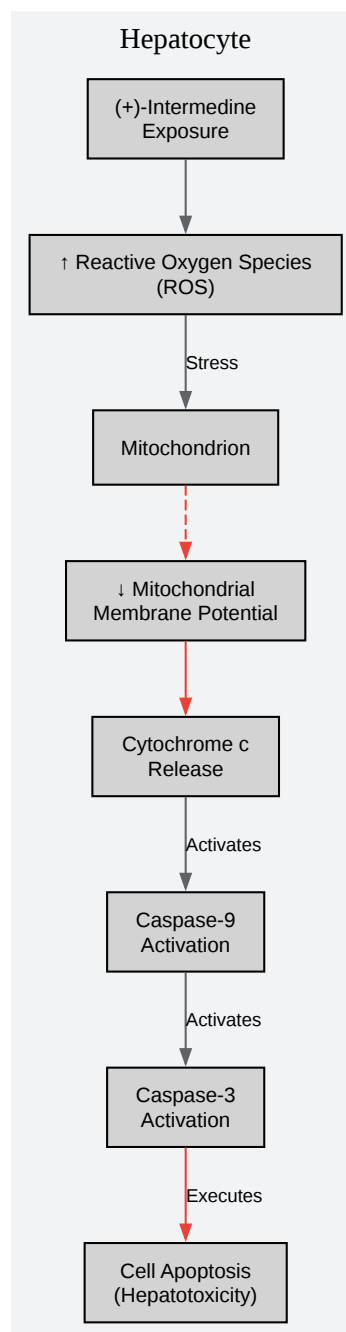 Hepatocyte
(+)-Intermedine
Exposure
↑ Reactive Oxygen Species
(ROS)
Stress
Mitochondrion
↓ Mitochondrial
Membrane Potential
Cytochrome c
Release
Activates
Caspase-9
Activation
Activates
Caspase-3
Activation
Executes
Cell Apoptosis
(Hepatotoxicity)